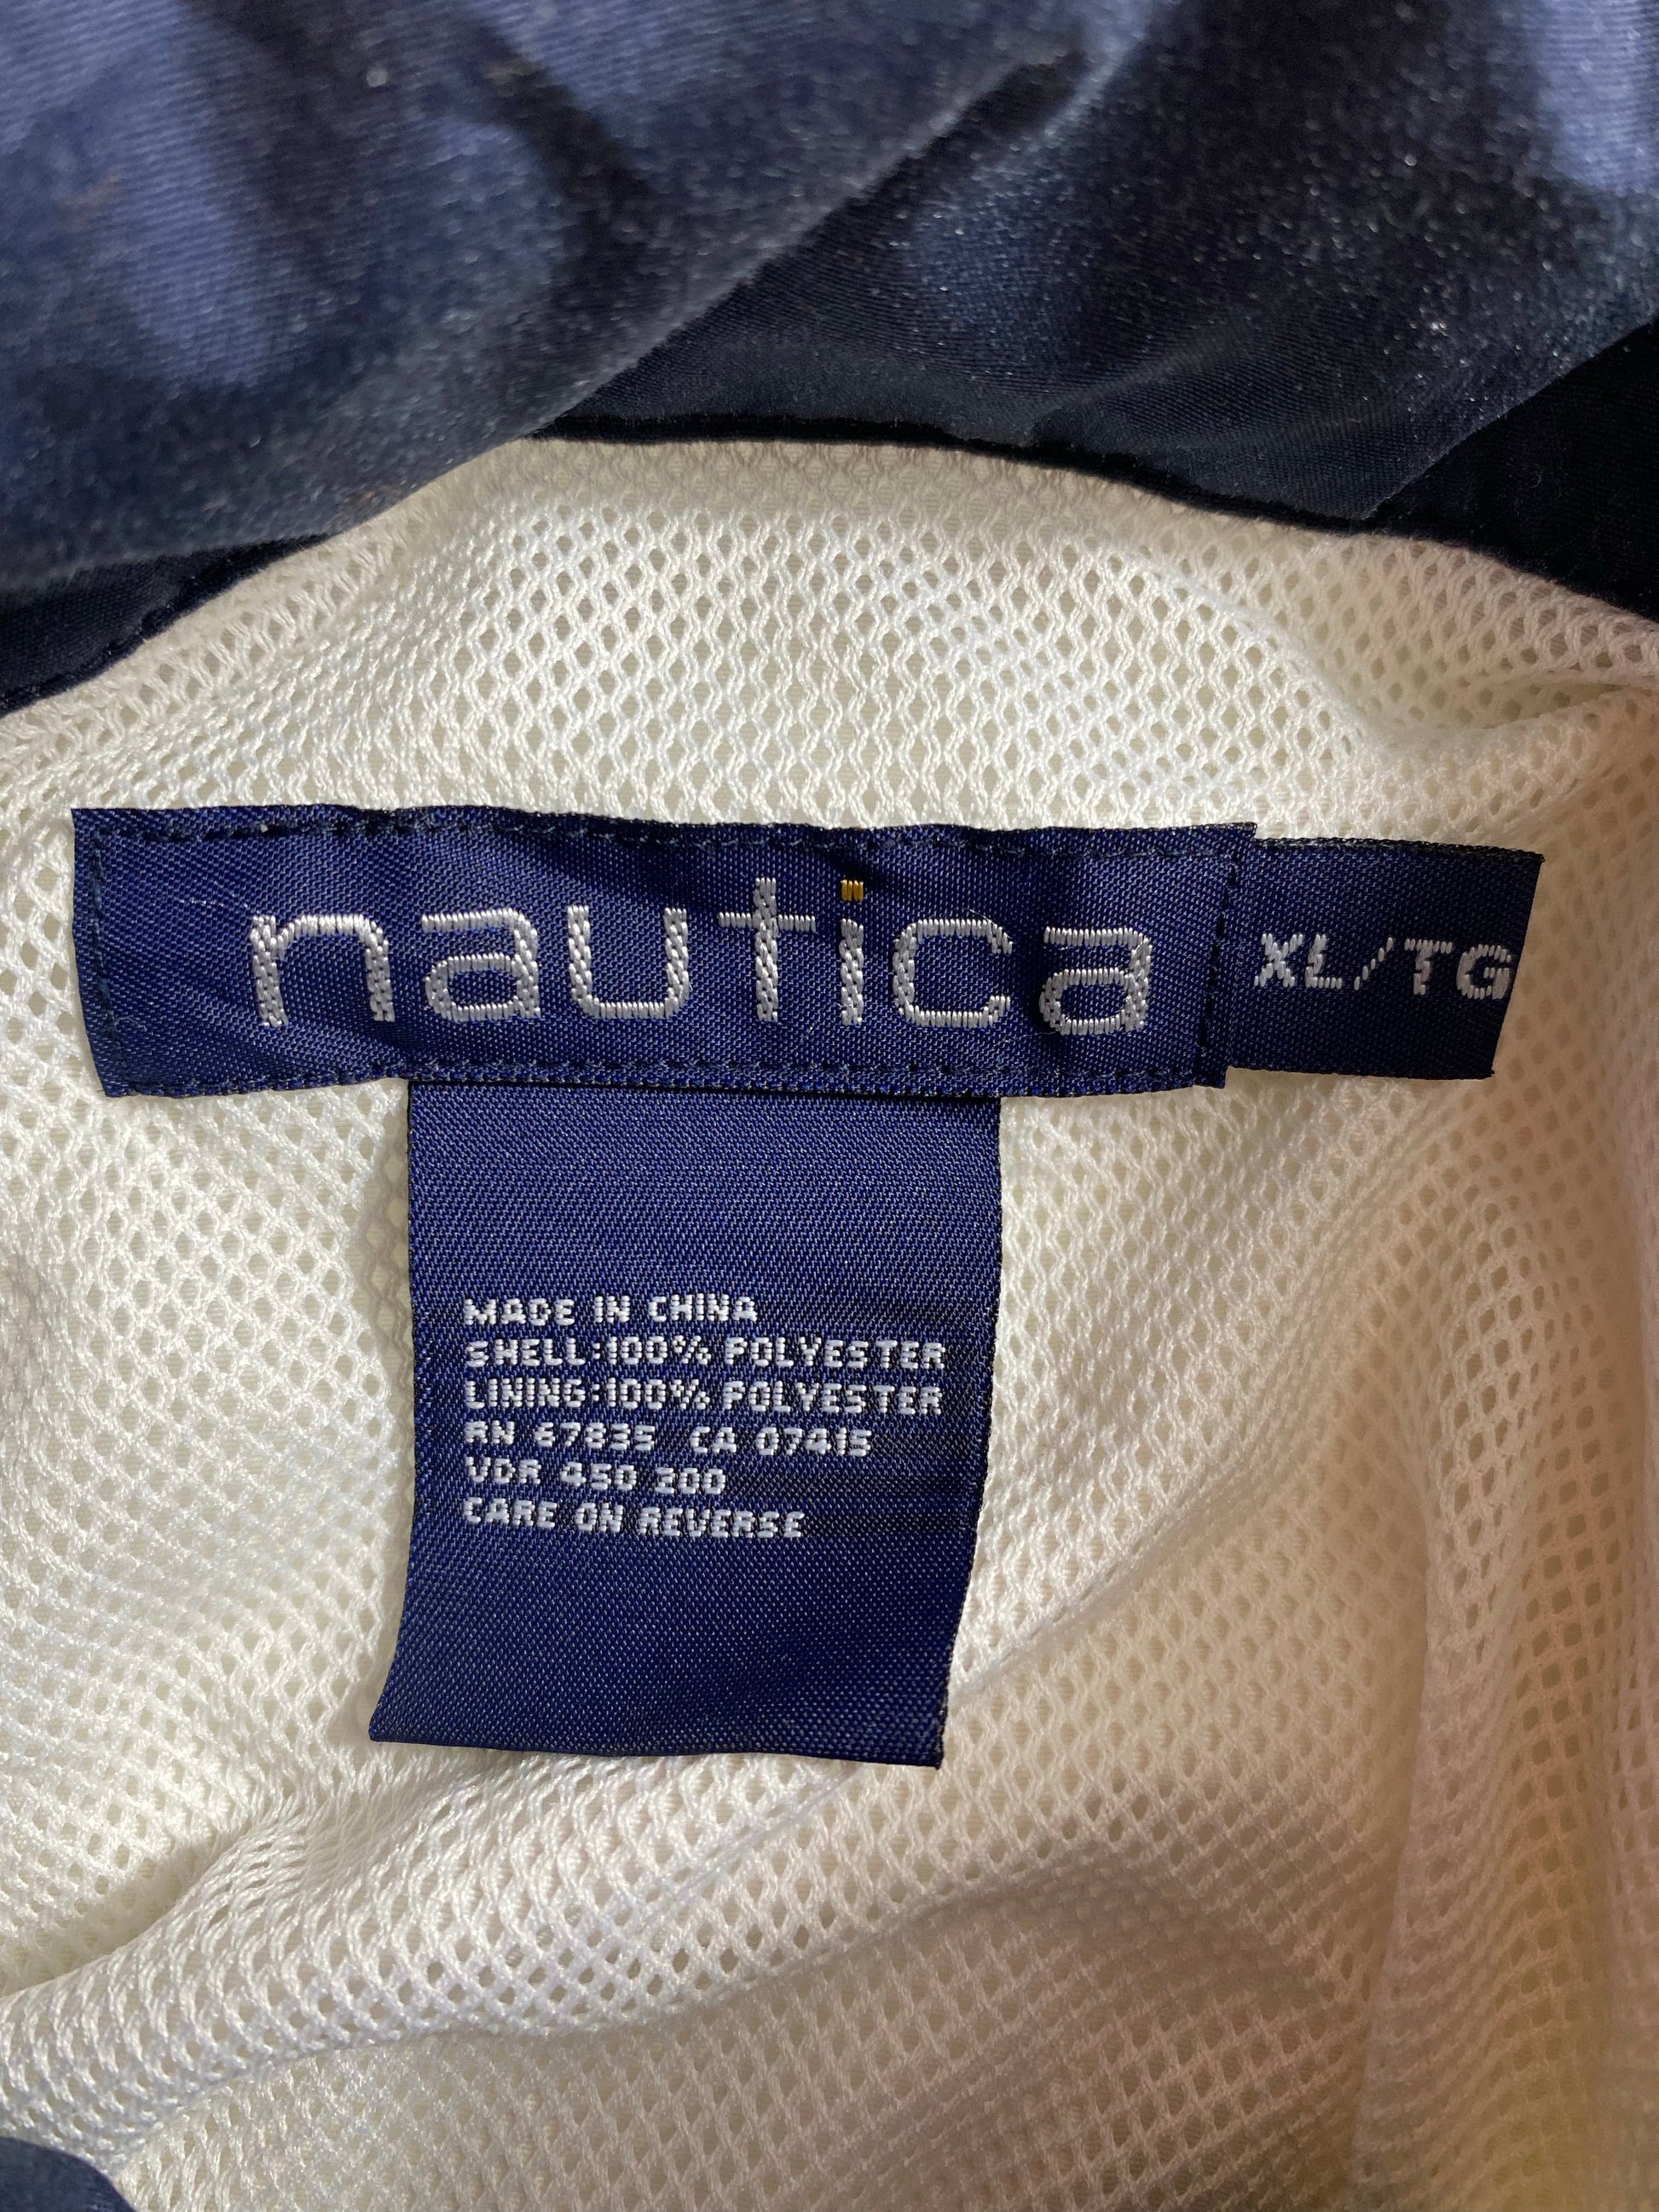 nautica
XL/TG
MADE IN CHINA
SHELL:100% POLYESTER
LINING:100% POLYESTER
RN 67835 CA 07415
VDR 450 200
CARE ON REVERSE